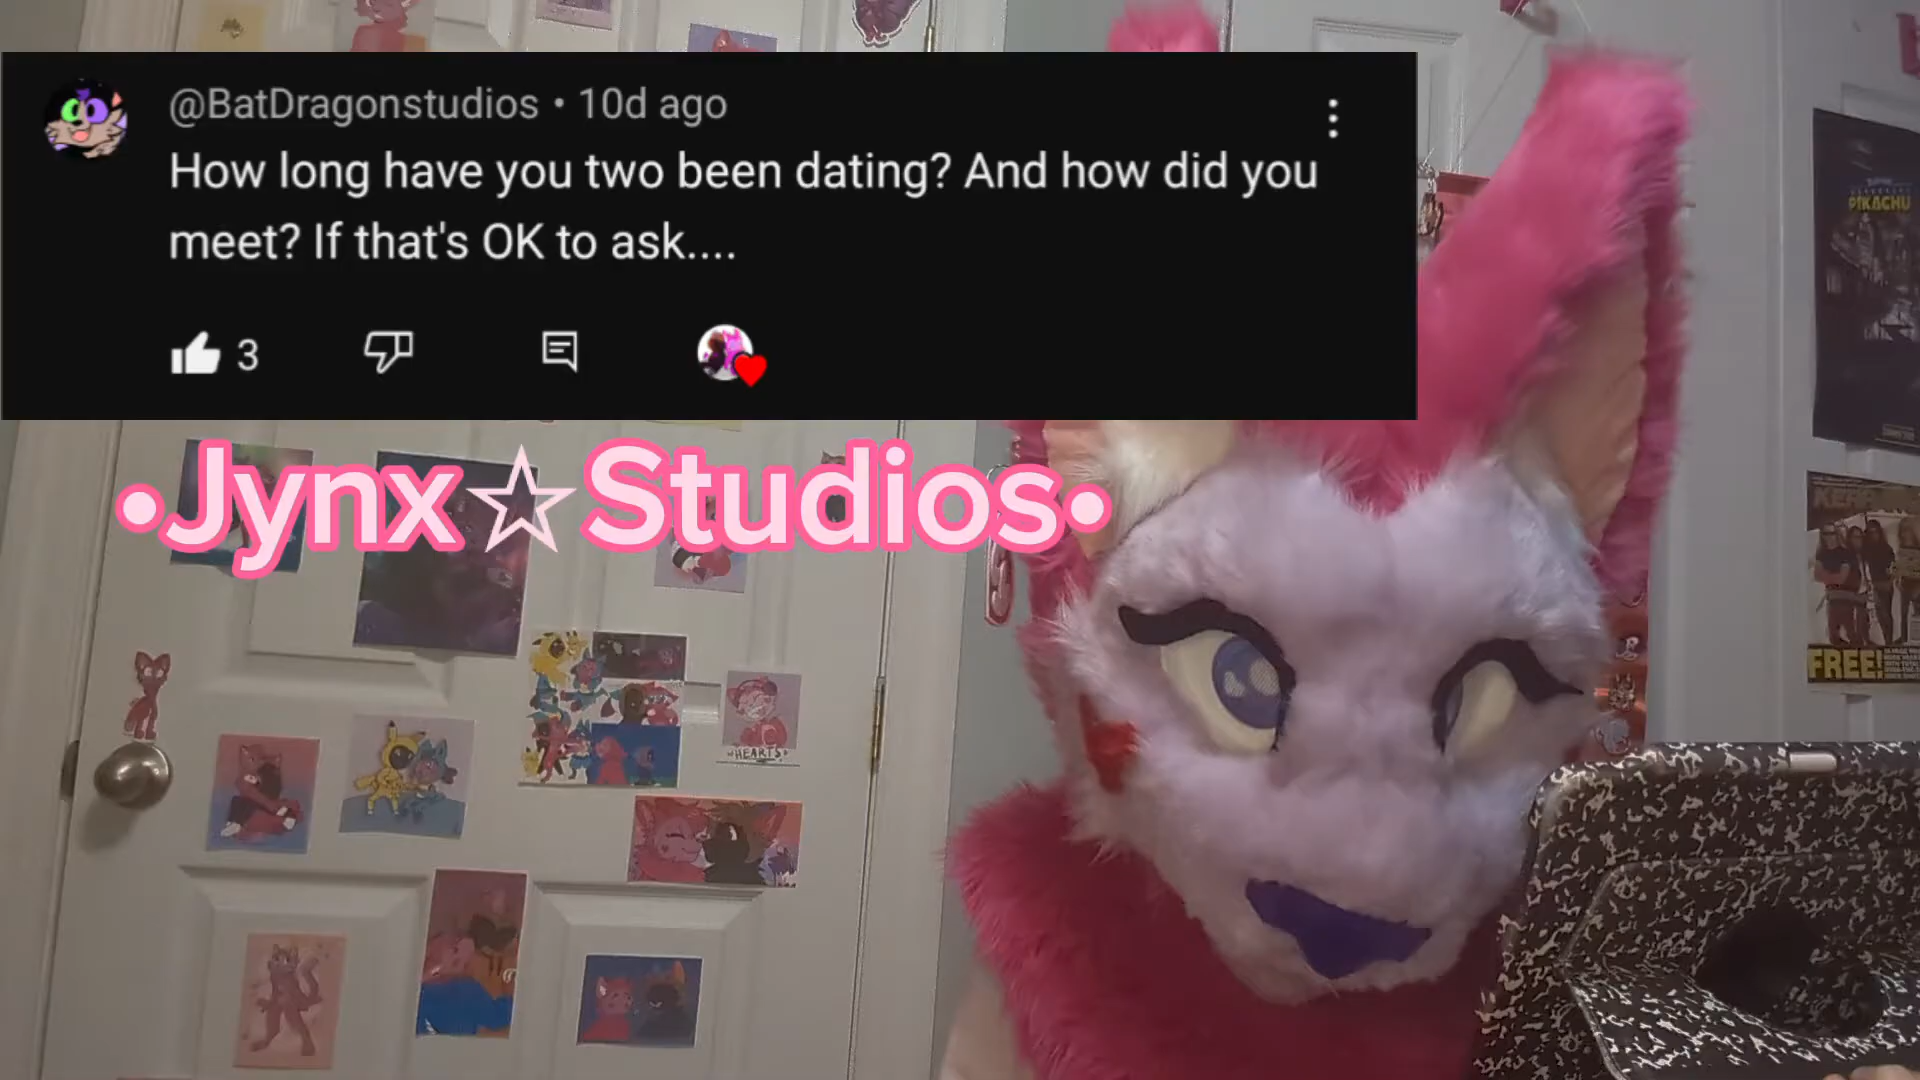 @BatDragonstudios • 10d ago
How long have you two been dating? And how did you
meet? If that's OK to ask....
3
•Jynx☆Studios•
PIKACHU
FREE!
HEARTS